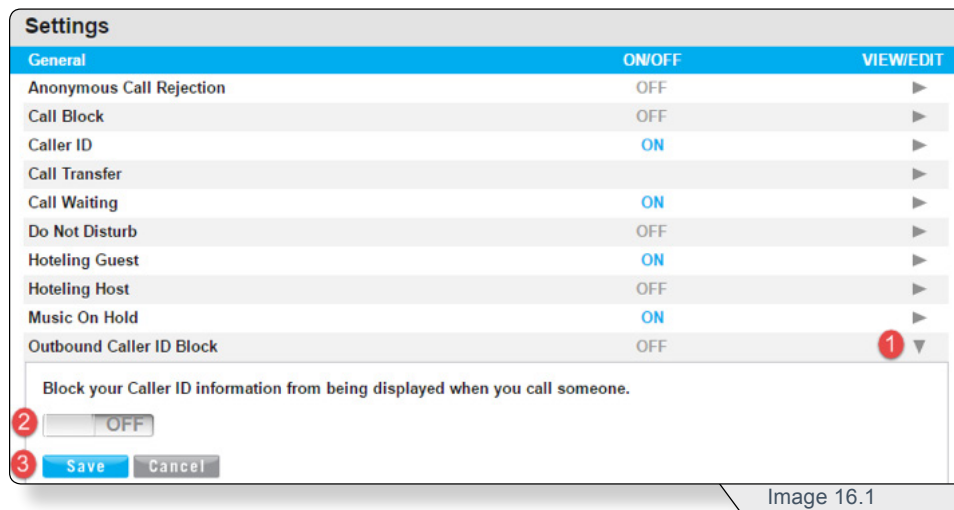 Settings
General ON/OFF VIEW/EDIT
Anonymous Call Rejection OFF
Call Block OFF
Caller ID ON
Call Transfer
Call Waiting ON
Do Not Disturb OFF
Hoteling Guest ON
Hoteling Host OFF
Music On Hold ON
Outbound Caller ID Block OFF 1
Block your Caller ID information from being displayed when you call someone.
2 OFF
3 Save Cancel
Image 16.1